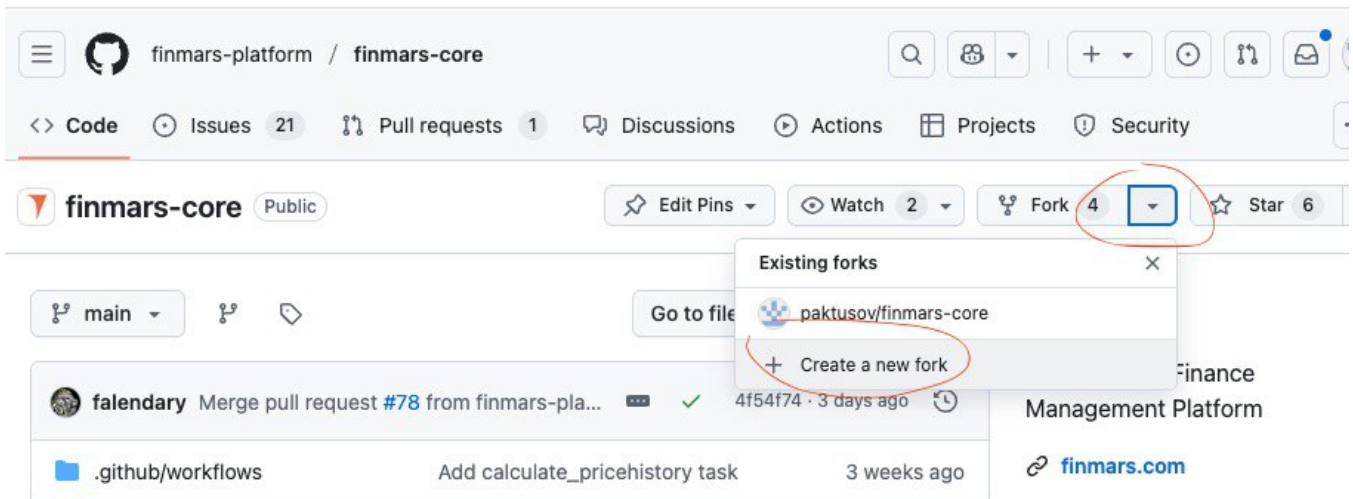 finmars-platform / finmars-core
Code Issues 21 Pull requests 1 Discussions Actions Projects Security
finmars-core Public Edit Pins Watch 2 Fork 4 Star 6
Existing forks
main Go to file paktusov/finmars-core
Create a new fork
Finance
falendary Merge pull request #78 from finmars-pla... 4f54f74 · 3 days ago Management Platform
.github/workflows Add calculate_pricehistory task 3 weeks ago finmars.com